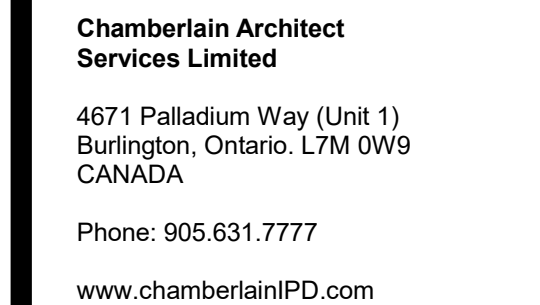 Chamberlain Architect
Services Limited
4671 Palladium Way (Unit 1)
Burlington, Ontario. L7M 0W9
CANADA
Phone: 905.631.7777
www.chamberlainIPD.com